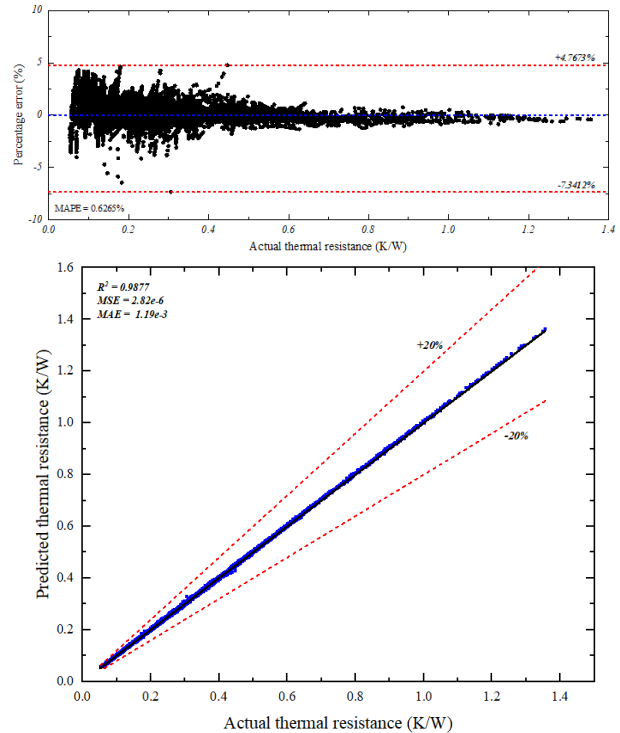 10
5
0
-5
-10
Percentage error (%)
+4.7673%
-7.3412%
MAPE = 0.6265%
0.0 0.2 0.4 0.6 0.8 1.0 1.2 1.4
Actual thermal resistance (K/W)
1.6
1.4
1.2
1.0
0.8
0.6
0.4
0.2
0.0
Predicted thermal resistance (K/W)
R² = 0.9877
MSE = 2.82e-6
MAE = 1.19e-3
+20%
-20%
0.0 0.2 0.4 0.6 0.8 1.0 1.2 1.4
Actual thermal resistance (K/W)